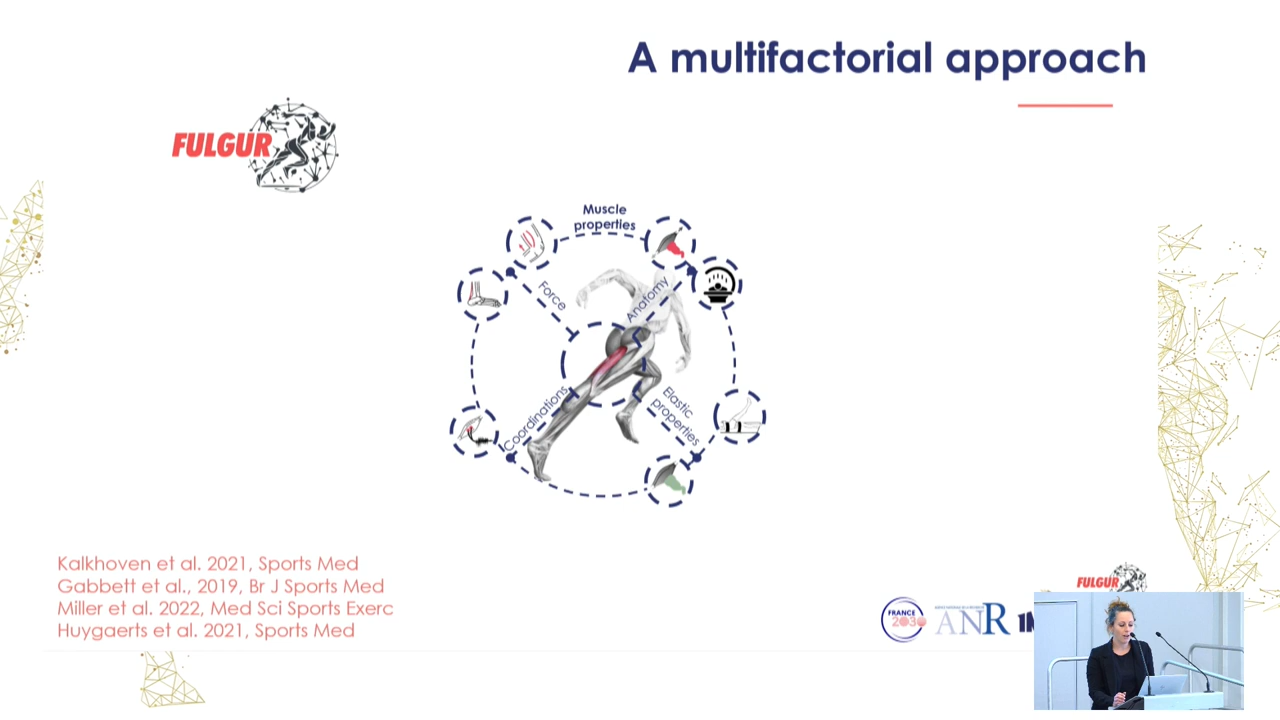 A multifactorial approach
FULGUR
Muscle
properties
Force
Anatomy
Coordinations
Elastic
properties
Kalkhoven et al. 2021, Sports Med
Gabbett et al., 2019, Br J Sports Med
Miller et al. 2022, Med Sci Sports Exerc
Huygaerts et al. 2021, Sports Med
FULGUR
FRANCE
2030
ANR